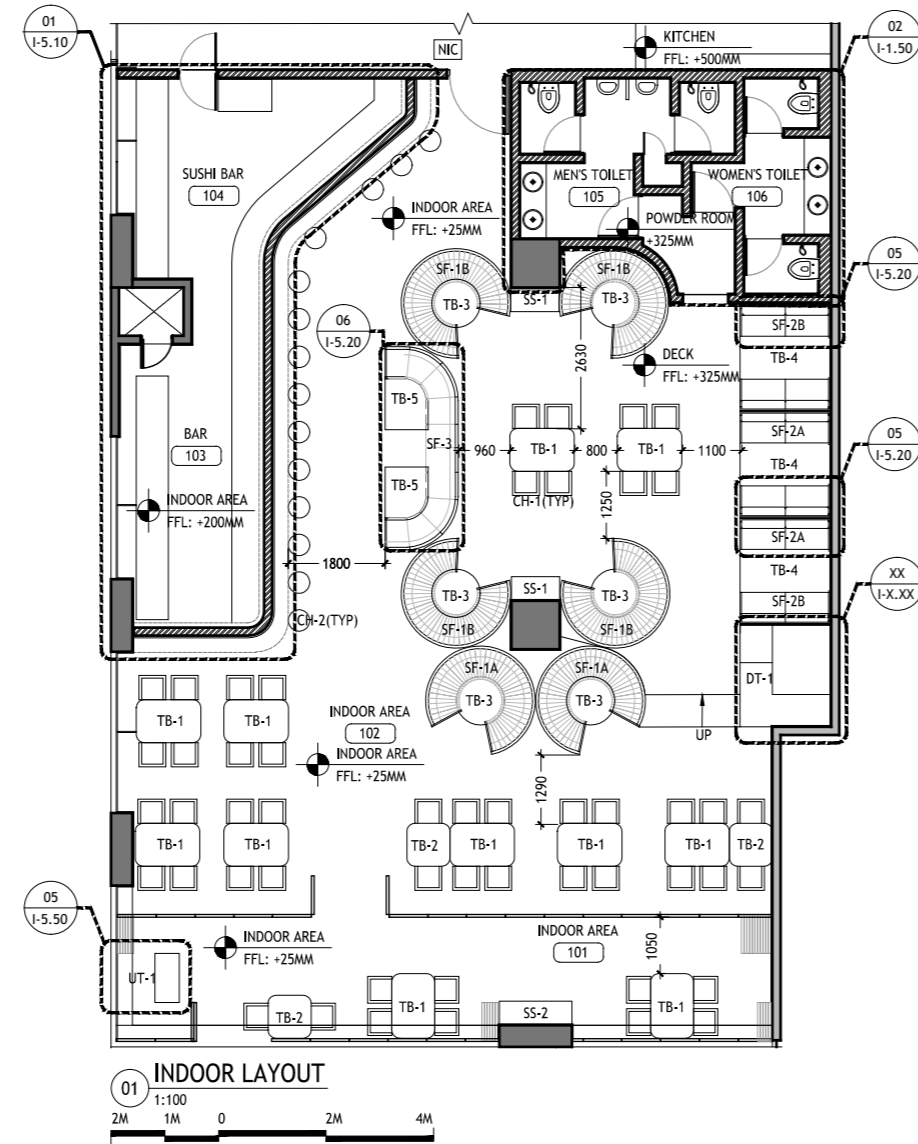 01
I-5.10
NIC
KITCHEN
FFL: +500MM
02
I-1.50
SUSHI BAR
104
MEN'S TOILET
105
WOMEN'S TOILET
106
INDOOR AREA
FFL: +25MM
POWDER ROOM
+325MM
05
I-5.20
SF-1B
TB-3
SS-1
SF-1B
TB-3
SF-2B
06
I-5.20
DECK
FFL: +325MM
TB-4
2630
TB-5
SF-3
TB-5
960
TB-1
800
TB-1
1100
SF-2A
TB-4
05
I-5.20
BAR
103
CH-1(TYP)
1250
INDOOR AREA
FFL: +200MM
SF-2A
1800
TB-3
SF-1B
SS-1
TB-3
SF-1B
TB-4
SF-2B
XX
I-X.XX
CH-2(TYP)
SF-1A
TB-3
SF-1A
TB-3
DT-1
UP
TB-1
TB-1
INDOOR AREA
102
INDOOR AREA
FFL: +25MM
1290
TB-1
TB-1
TB-2
TB-1
TB-1
TB-1
TB-2
05
I-5.50
INDOOR AREA
FFL: +25MM
INDOOR AREA
101
1050
UT-1
TB-2
TB-1
SS-2
TB-1
01
INDOOR LAYOUT
1:100
2M
1M
0
2M
4M